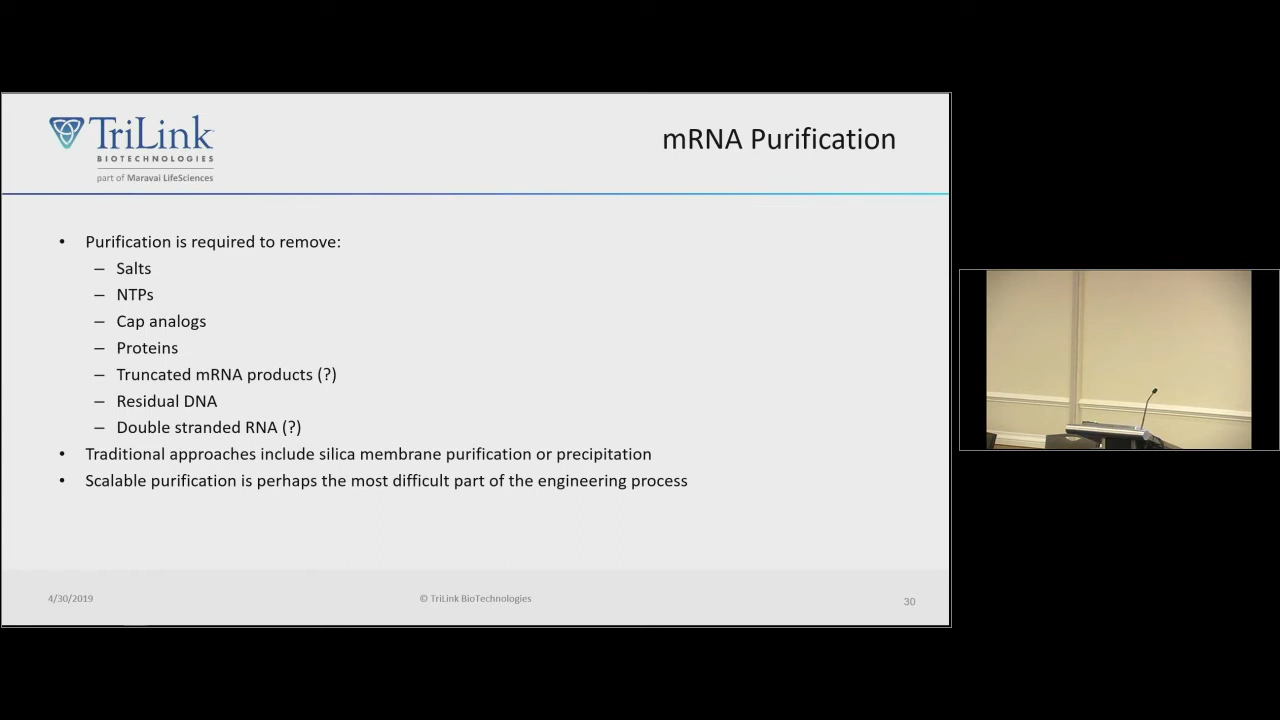 TriLink
BIOTECHNOLOGIES
part of Maravai LifeSciences
mRNA Purification
• Purification is required to remove:
– Salts
– NTPs
– Cap analogs
– Proteins
– Truncated mRNA products (?)
– Residual DNA
– Double stranded RNA (?)
• Traditional approaches include silica membrane purification or precipitation
• Scalable purification is perhaps the most difficult part of the engineering process
4/30/2019
© TriLink BioTechnologies
30